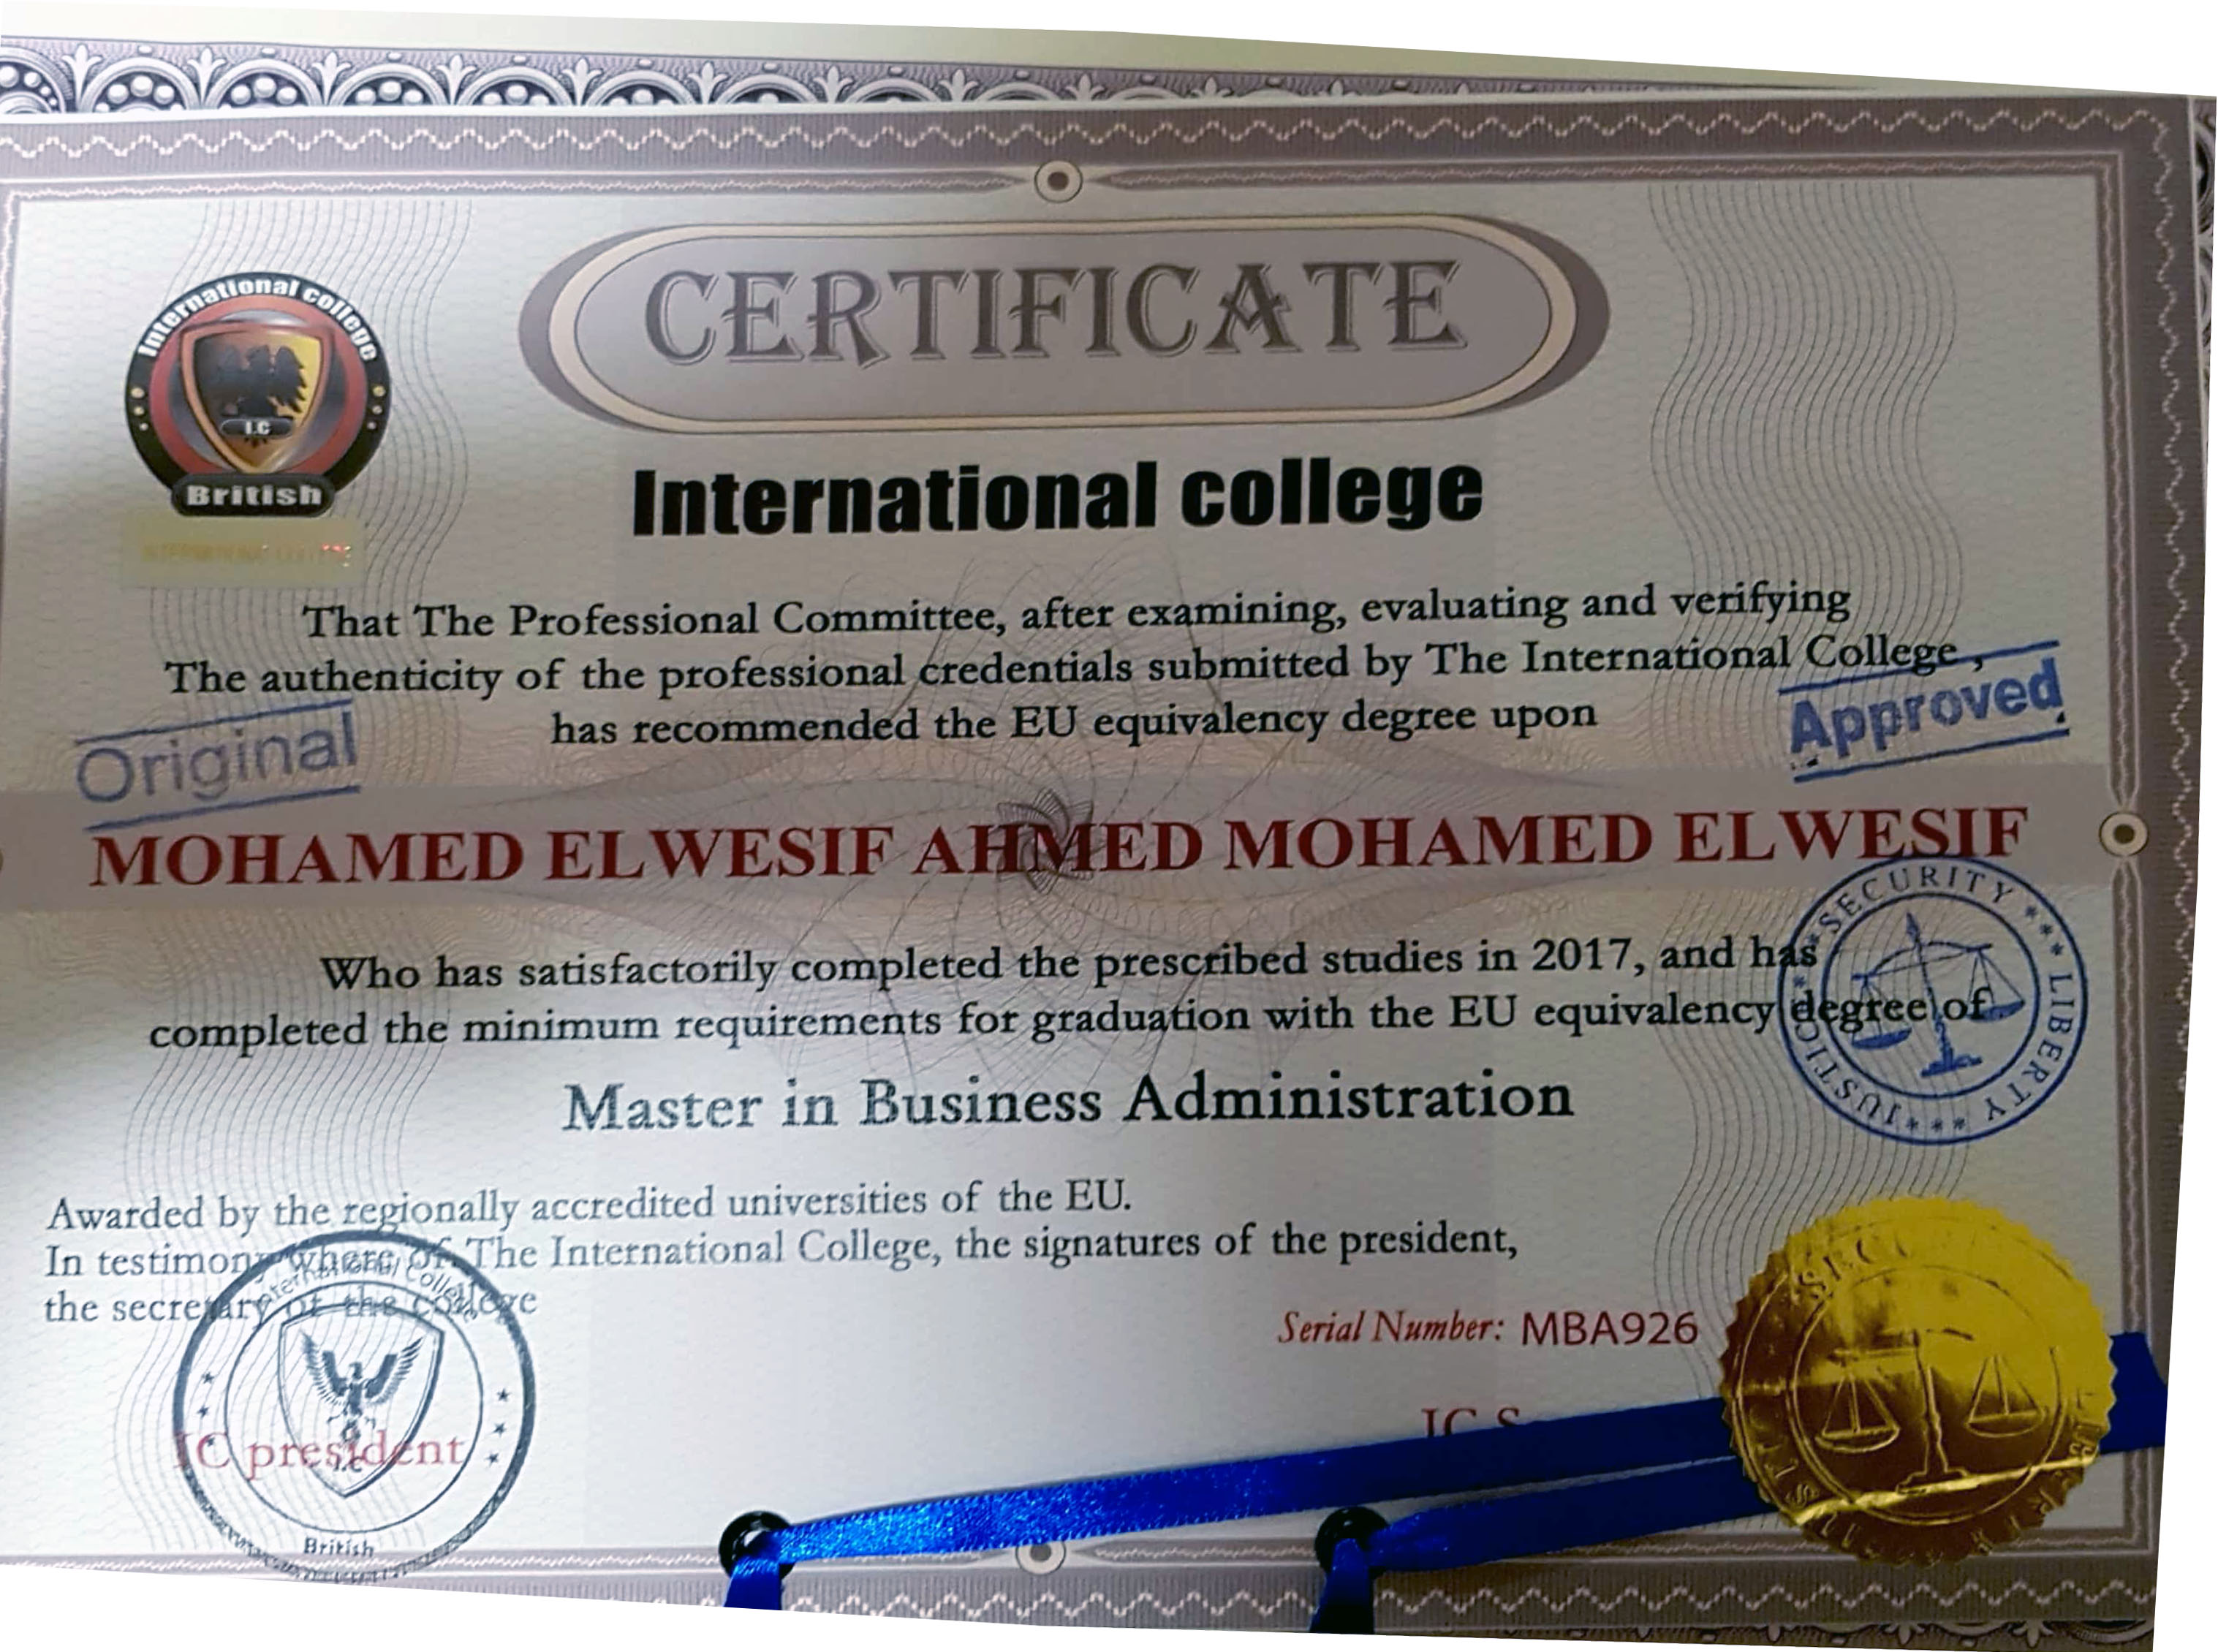 CERTIFICATE
International college
I.C
British
International college
That The Professional Committee, after examining, evaluating and verifying
The authenticity of the professional credentials submitted by The International College,
has recommended the EU equivalency degree upon
Original
Approved
MOHAMED ELWESIF AHMED MOHAMED ELWESIF
Who has satisfactorily completed the prescribed studies in 2017, and has
completed the minimum requirements for graduation with the EU equivalency degree of
SECURITY *** LIBERTY *** JUSTICE
Master in Business Administration
Awarded by the regionally accredited universities of the EU.
In testimony where of The International College, the signatures of the president,
the secretary of the college
International College
Serial Number: MBA926
IC S
IC president
I.C
British